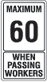 MAXIMUM
60
WHEN
PASSING
WORKERS